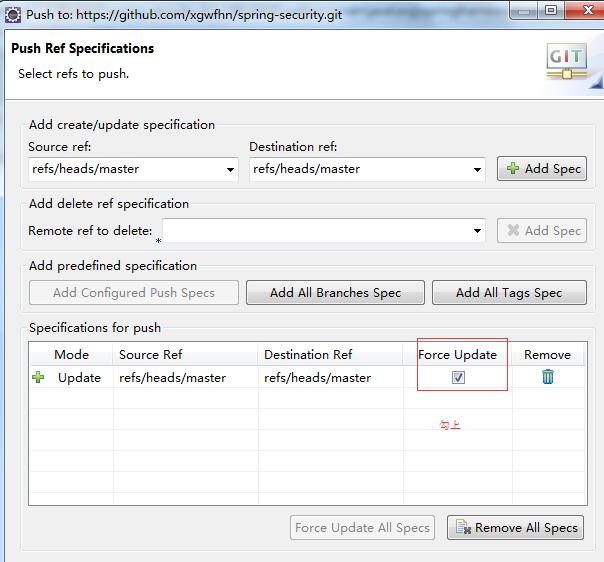 Push to: https://github.com/xgwfhn/spring-security.git
Push Ref Specifications
Select refs to push.
GIT
Add create/update specification
Source ref:
Destination ref:
refs/heads/master
refs/heads/master
Add Spec
Add delete ref specification
Remote ref to delete:
Add Spec
Add predefined specification
Add Configured Push Specs
Add All Branches Spec
Add All Tags Spec
Specifications for push
Mode Source Ref Destination Ref Force Update Remove
Update refs/heads/master refs/heads/master
勾上
Force Update All Specs
Remove All Specs